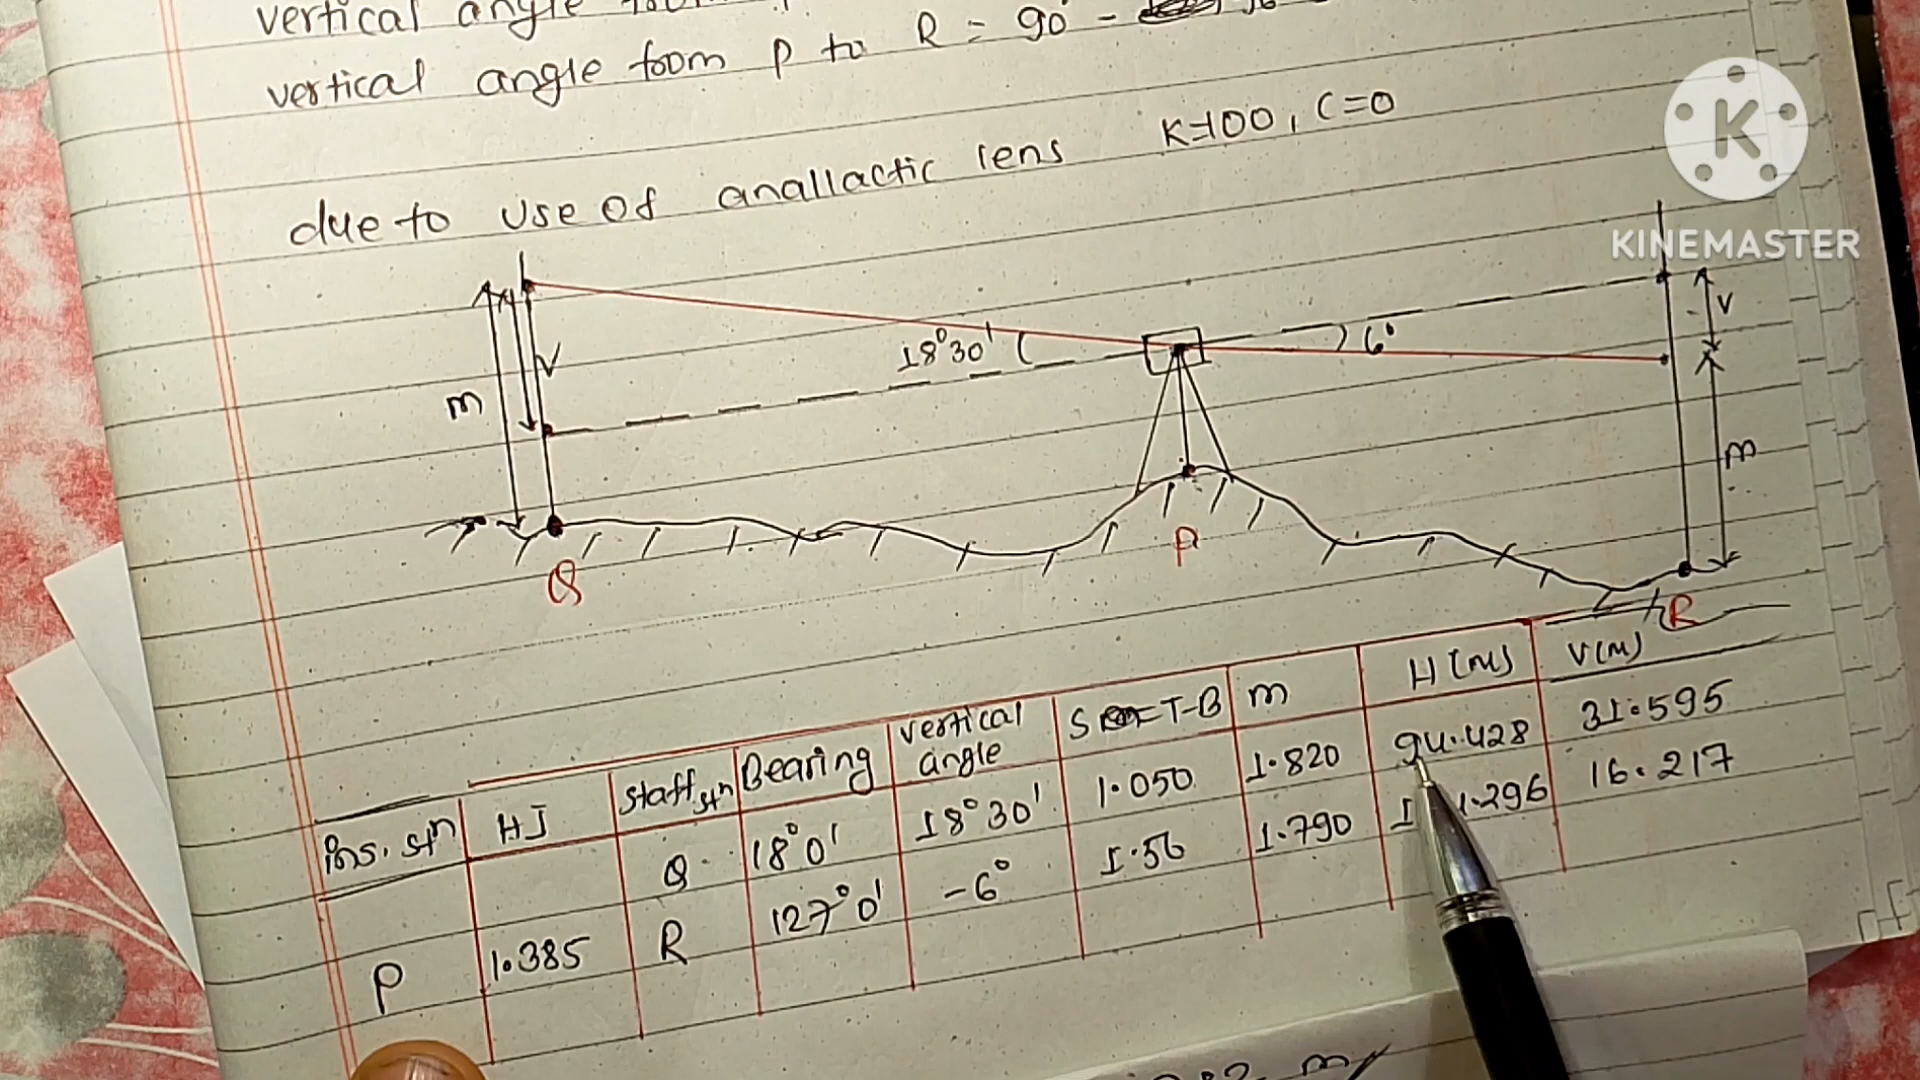 vertical angle
vertical angle from P to R = 90° -
due to use of anallactic lens K=100, C=0
KINEMASTER
18°30'
6°
V
V
m
m
Q
P
R
Ins. stn HI staff stn Bearing vertical angle S = T-B m H (m) V(m)
Q 18°0' 18°30' 1.050 1.820 94.428 31.595
P 1.385 R 127°0' -6° 1.56 1.790 16.217